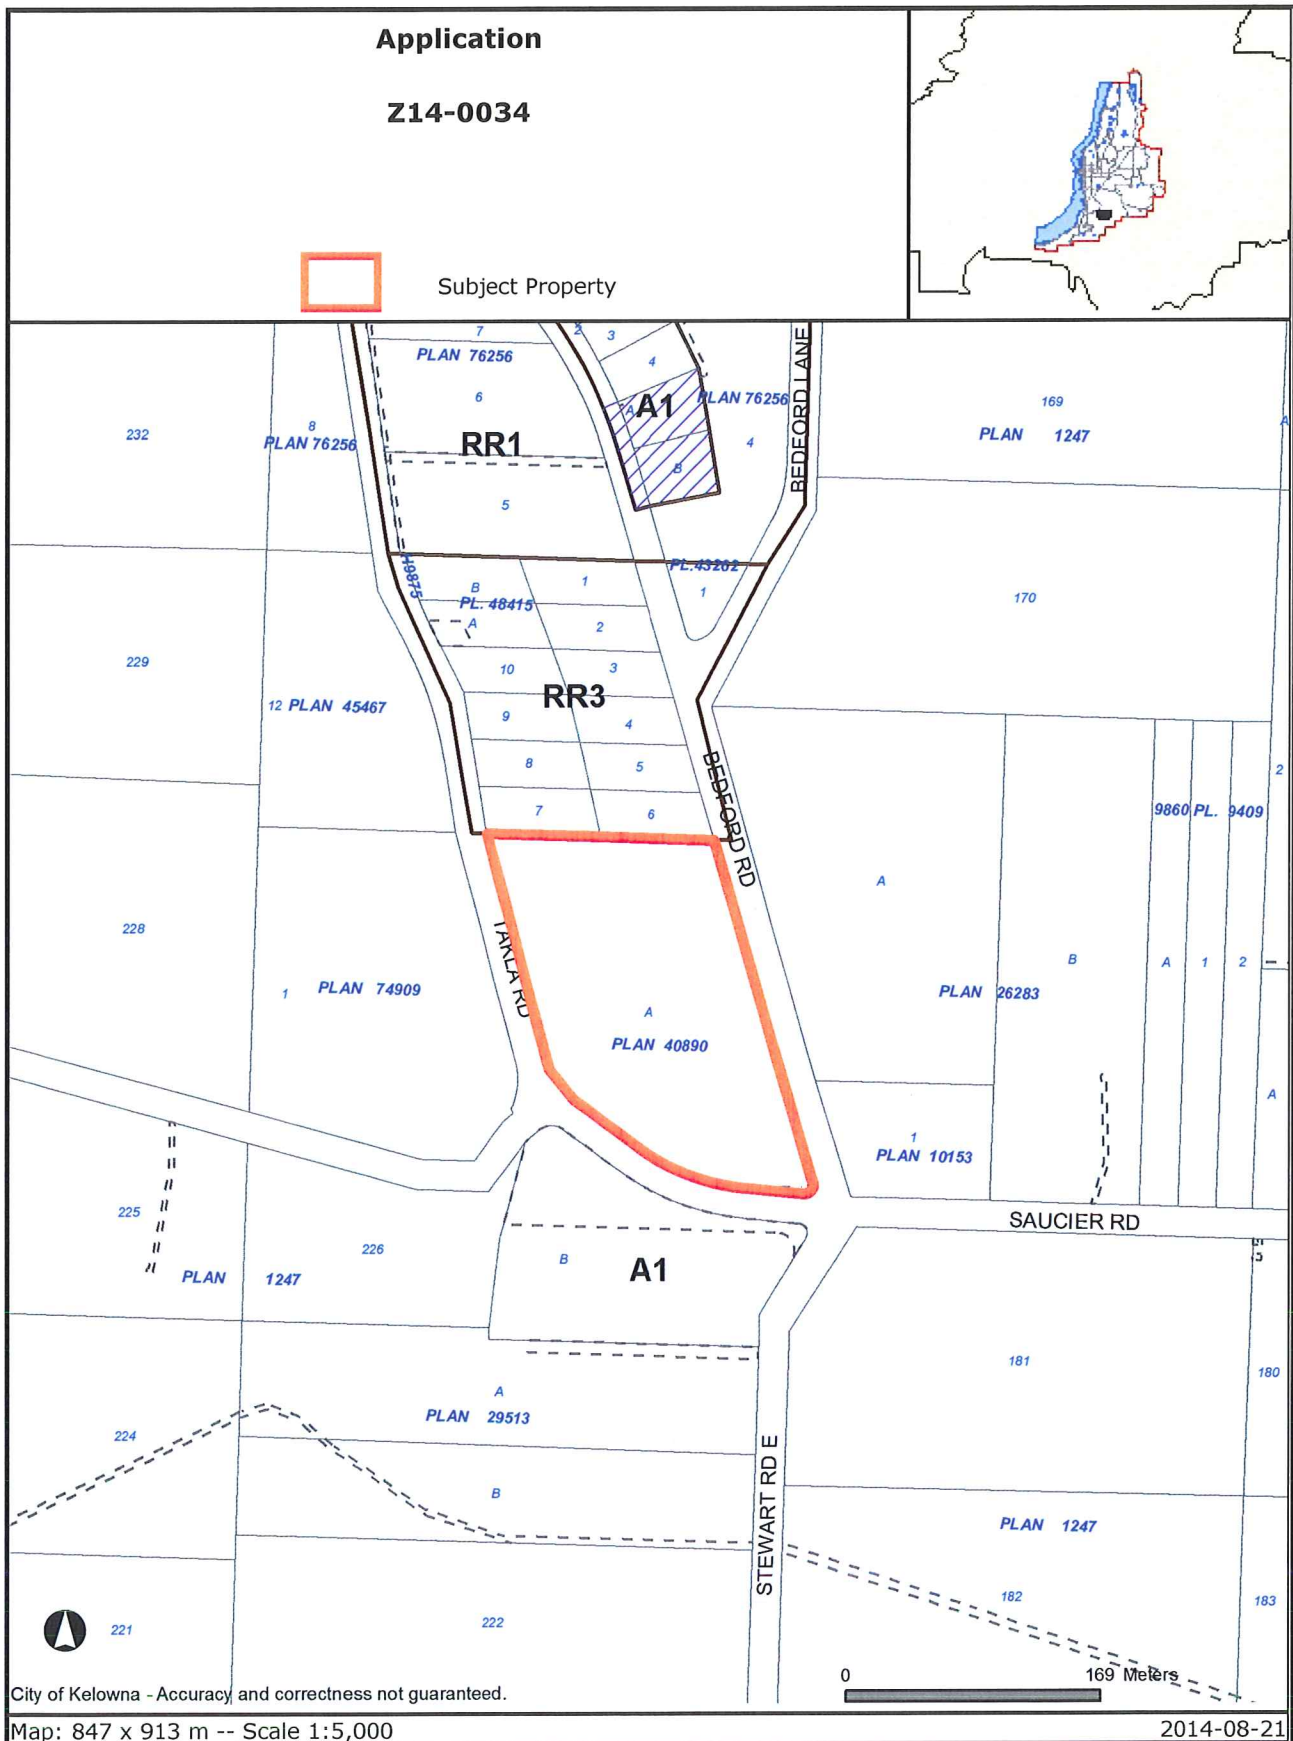 Application
Z14-0034
Subject Property
7
2
3
PLAN 76256
4
BEDFORD LANE
6
A
A1
PLAN 76256
169
A
232
8
PLAN 76256
RR1
4
PLAN 1247
B
5
H9875
PL.43282
B
1
1
170
PL. 48415
A
2
229
10
3
12 PLAN 45467
RR3
9
4
8
5
BEDFORD RD
2
7
6
9860 PL. 9409
A
228
TAKLA RD
B
A
1
2
1
PLAN 74909
PLAN 26283
A
PLAN 40890
A
1
PLAN 10153
225
SAUCIER RD
226
B
A1
PLAN 1247
181
180
A
PLAN 29513
224
B
STEWART RD E
PLAN 1247
182
183
221
222
0
169 Meters
City of Kelowna - Accuracy and correctness not guaranteed.
Map: 847 x 913 m -- Scale 1:5,000
2014-08-21